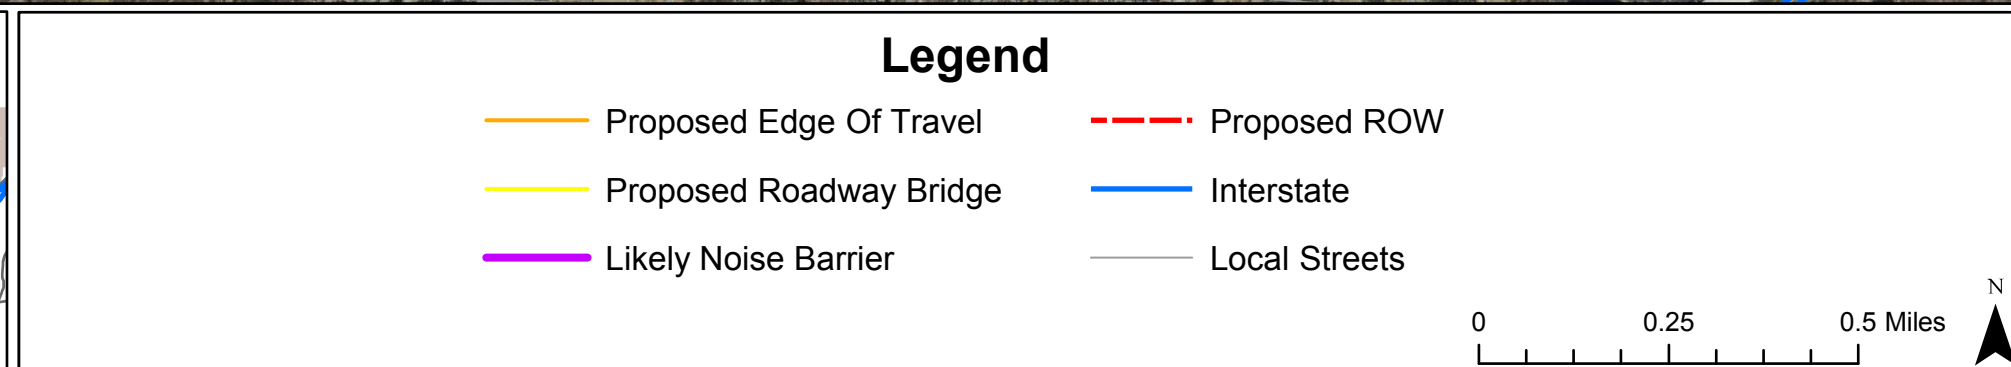 Legend
Proposed Edge Of Travel
Proposed ROW
Proposed Roadway Bridge
Interstate
Likely Noise Barrier
Local Streets
N
0 0.25 0.5 Miles